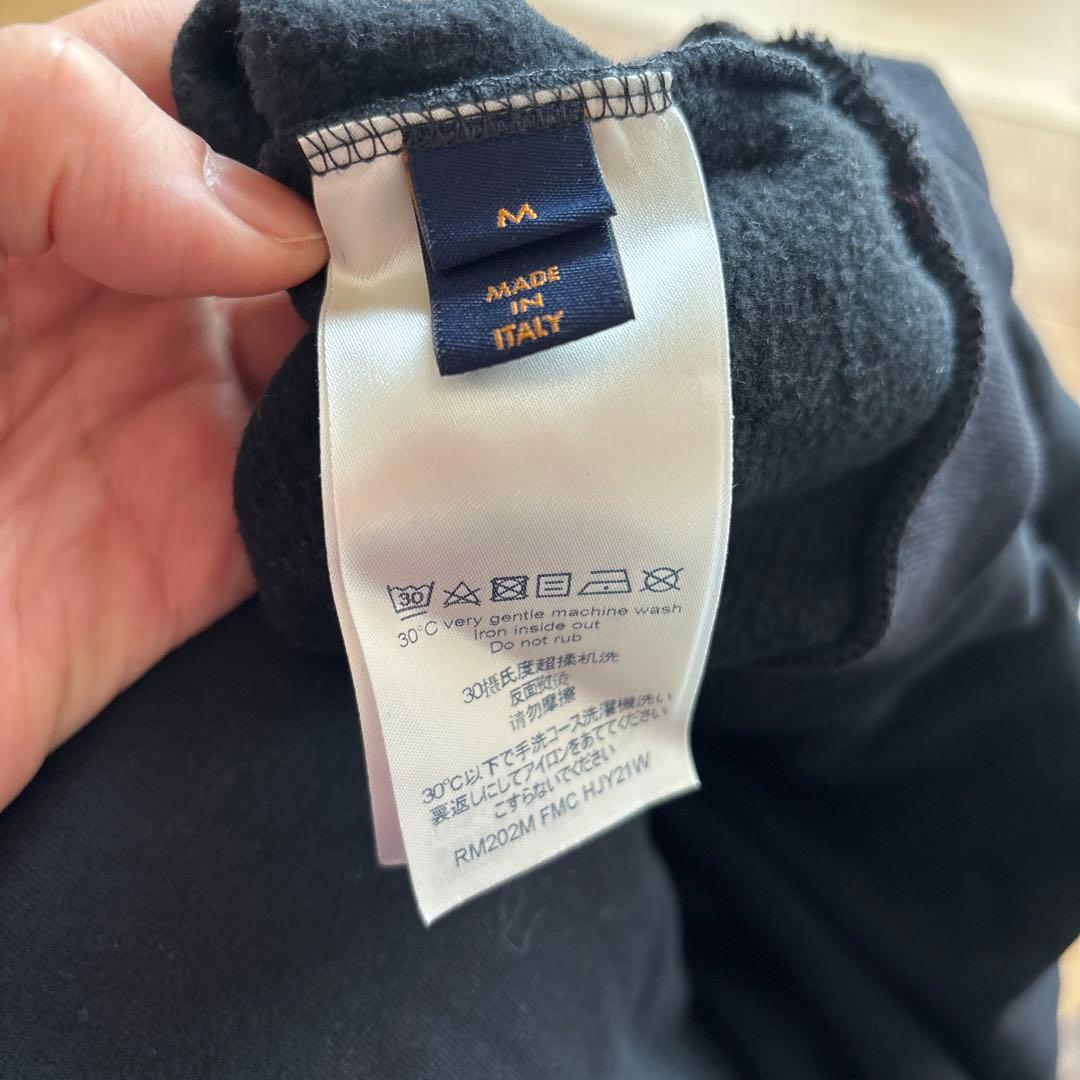 M
MADE
IN
ITALY
30
30°C very gentle machine wash
Iron inside out
Do not rub
30摄氏度超揉机洗
反面熨烫
请勿摩擦
30℃以下で手洗コース洗濯機洗い
裏返しにしてアイロンをあててください
こすらないでください
RM202M FMC HJY21W